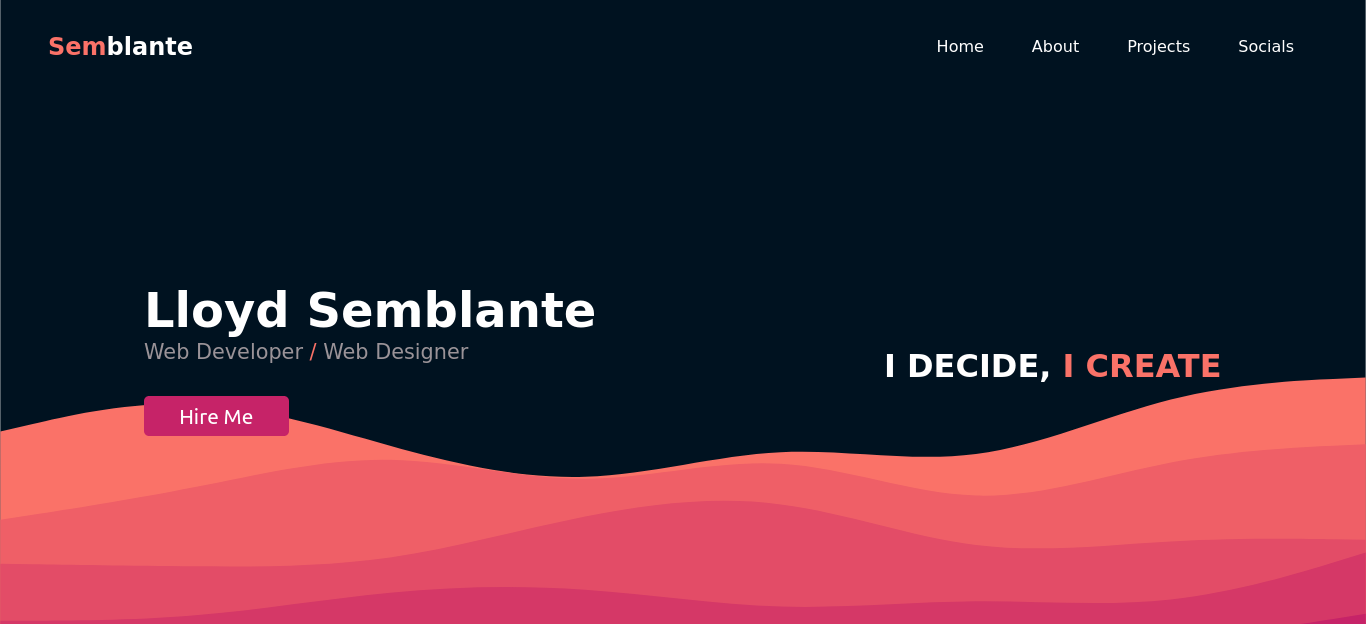 Semblante
Home About Projects Socials
Lloyd Semblante
Web Developer / Web Designer
I DECIDE, I CREATE
Hire Me